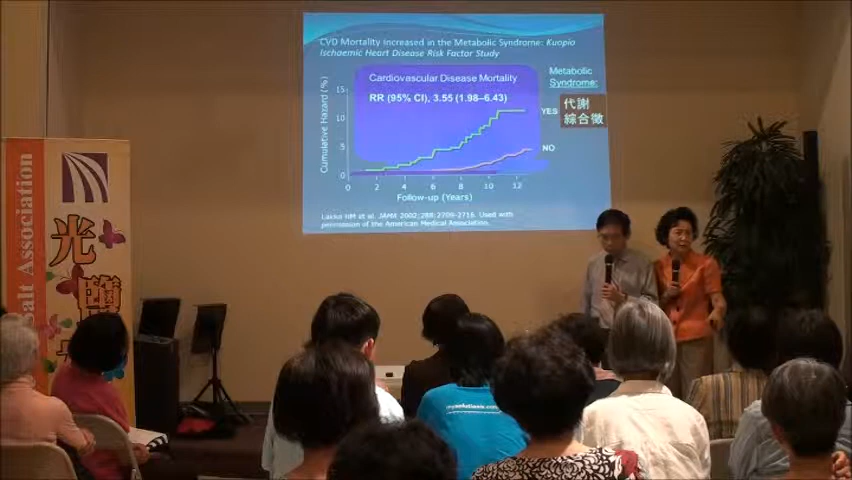 CVD Mortality Increased in the Metabolic Syndrome: Kuopio
Ischaemic Heart Disease Risk Factor Study
Cardiovascular Disease Mortality
RR (95% CI), 3.55 (1.98–6.43)
Metabolic
Syndrome:
YES
代謝
綜合徵
NO
Cumulative Hazard (%)
15
10
5
0
0 2 4 6 8 10 12
Follow-up (Years)
Lakka HM et al. JAMA 2002;288:2709-2716. Used with
permission of the American Medical Association.
alt Association
光
鹽